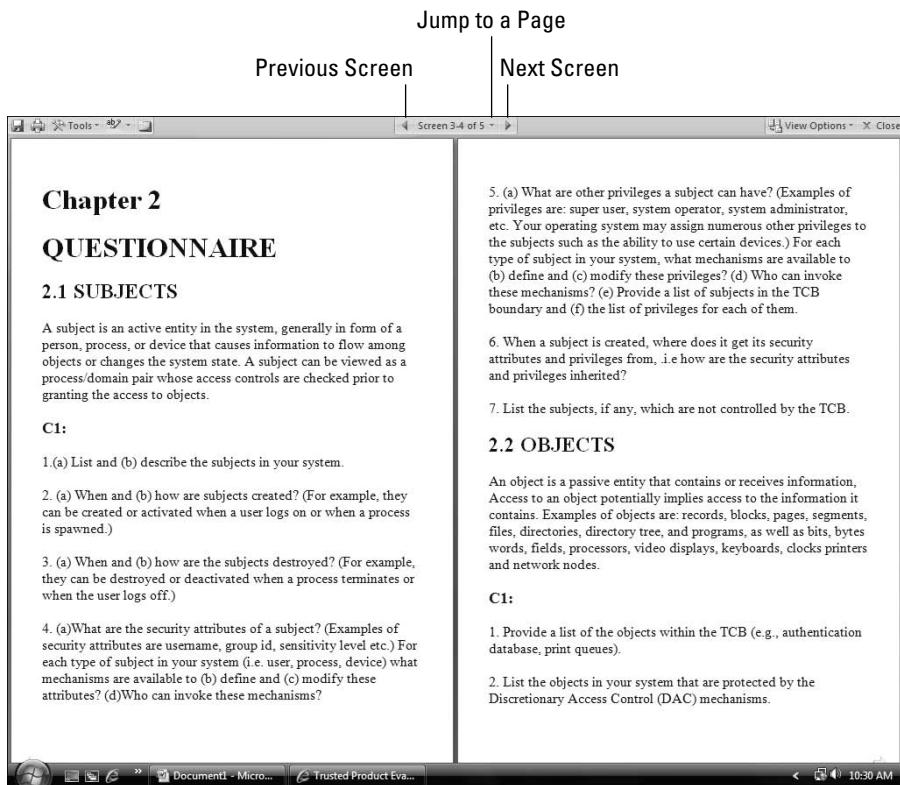 Jump to a Page
Previous Screen
Next Screen
Tools
Screen 3-4 of 5
View Options
Close
Chapter 2
QUESTIONNAIRE
2.1 SUBJECTS
A subject is an active entity in the system, generally in form of a
person, process, or device that causes information to flow among
objects or changes the system state. A subject can be viewed as a
process/domain pair whose access controls are checked prior to
granting the access to objects.
C1:
1.(a) List and (b) describe the subjects in your system.
2. (a) When and (b) how are subjects created? (For example, they
can be created or activated when a user logs on or when a process
is spawned.)
3. (a) When and (b) how are the subjects destroyed? (For example,
they can be destroyed or deactivated when a process terminates or
when the user logs off.)
4. (a)What are the security attributes of a subject? (Examples of
security attributes are username, group id, sensitivity level etc.) For
each type of subject in your system (i.e. user, process, device) what
mechanisms are available to (b) define and (c) modify these
attributes? (d)Who can invoke these mechanisms?
5. (a) What are other privileges a subject can have? (Examples of
privileges are: super user, system operator, system administrator,
etc. Your operating system may assign numerous other privileges to
the subjects such as the ability to use certain devices.) For each
type of subject in your system, what mechanisms are available to
(b) define and (c) modify these privileges? (d) Who can invoke
these mechanisms? (e) Provide a list of subjects in the TCB
boundary and (f) the list of privileges for each of them.
6. When a subject is created, where does it get its security
attributes and privileges from, .i.e how are the security attributes
and privileges inherited?
7. List the subjects, if any, which are not controlled by the TCB.
2.2 OBJECTS
An object is a passive entity that contains or receives information,
Access to an object potentially implies access to the information it
contains. Examples of objects are: records, blocks, pages, segments,
files, directories, directory tree, and programs, as well as bits, bytes
words, fields, processors, video displays, keyboards, clocks printers
and network nodes.
C1:
1. Provide a list of the objects within the TCB (e.g., authentication
database, print queues).
2. List the objects in your system that are protected by the
Discretionary Access Control (DAC) mechanisms.
Document1 - Micro...
Trusted Product Eva...
10:30 AM